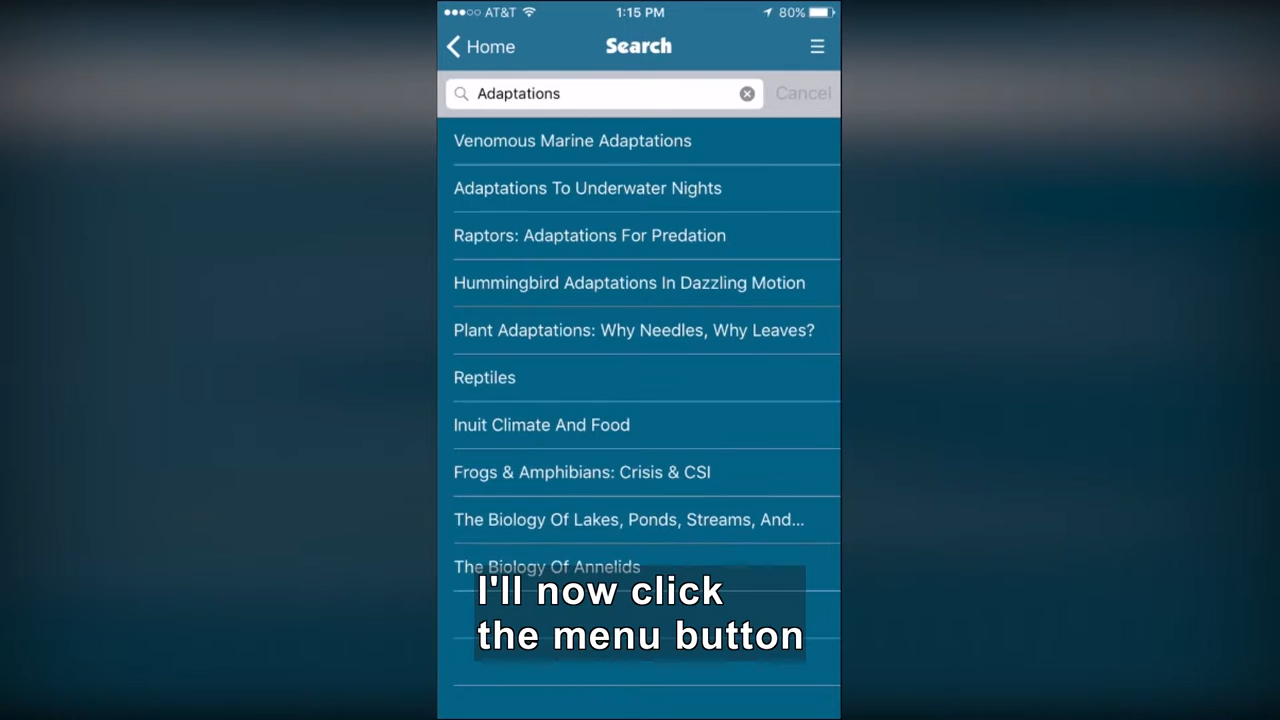 AT&T 1:15 PM 80%
Home Search
Adaptations Cancel
Venomous Marine Adaptations
Adaptations To Underwater Nights
Raptors: Adaptations For Predation
Hummingbird Adaptations In Dazzling Motion
Plant Adaptations: Why Needles, Why Leaves?
Reptiles
Inuit Climate And Food
Frogs & Amphibians: Crisis & CSI
The Biology Of Lakes, Ponds, Streams, And...
The Biology Of Annelids
I'll now click
the menu button